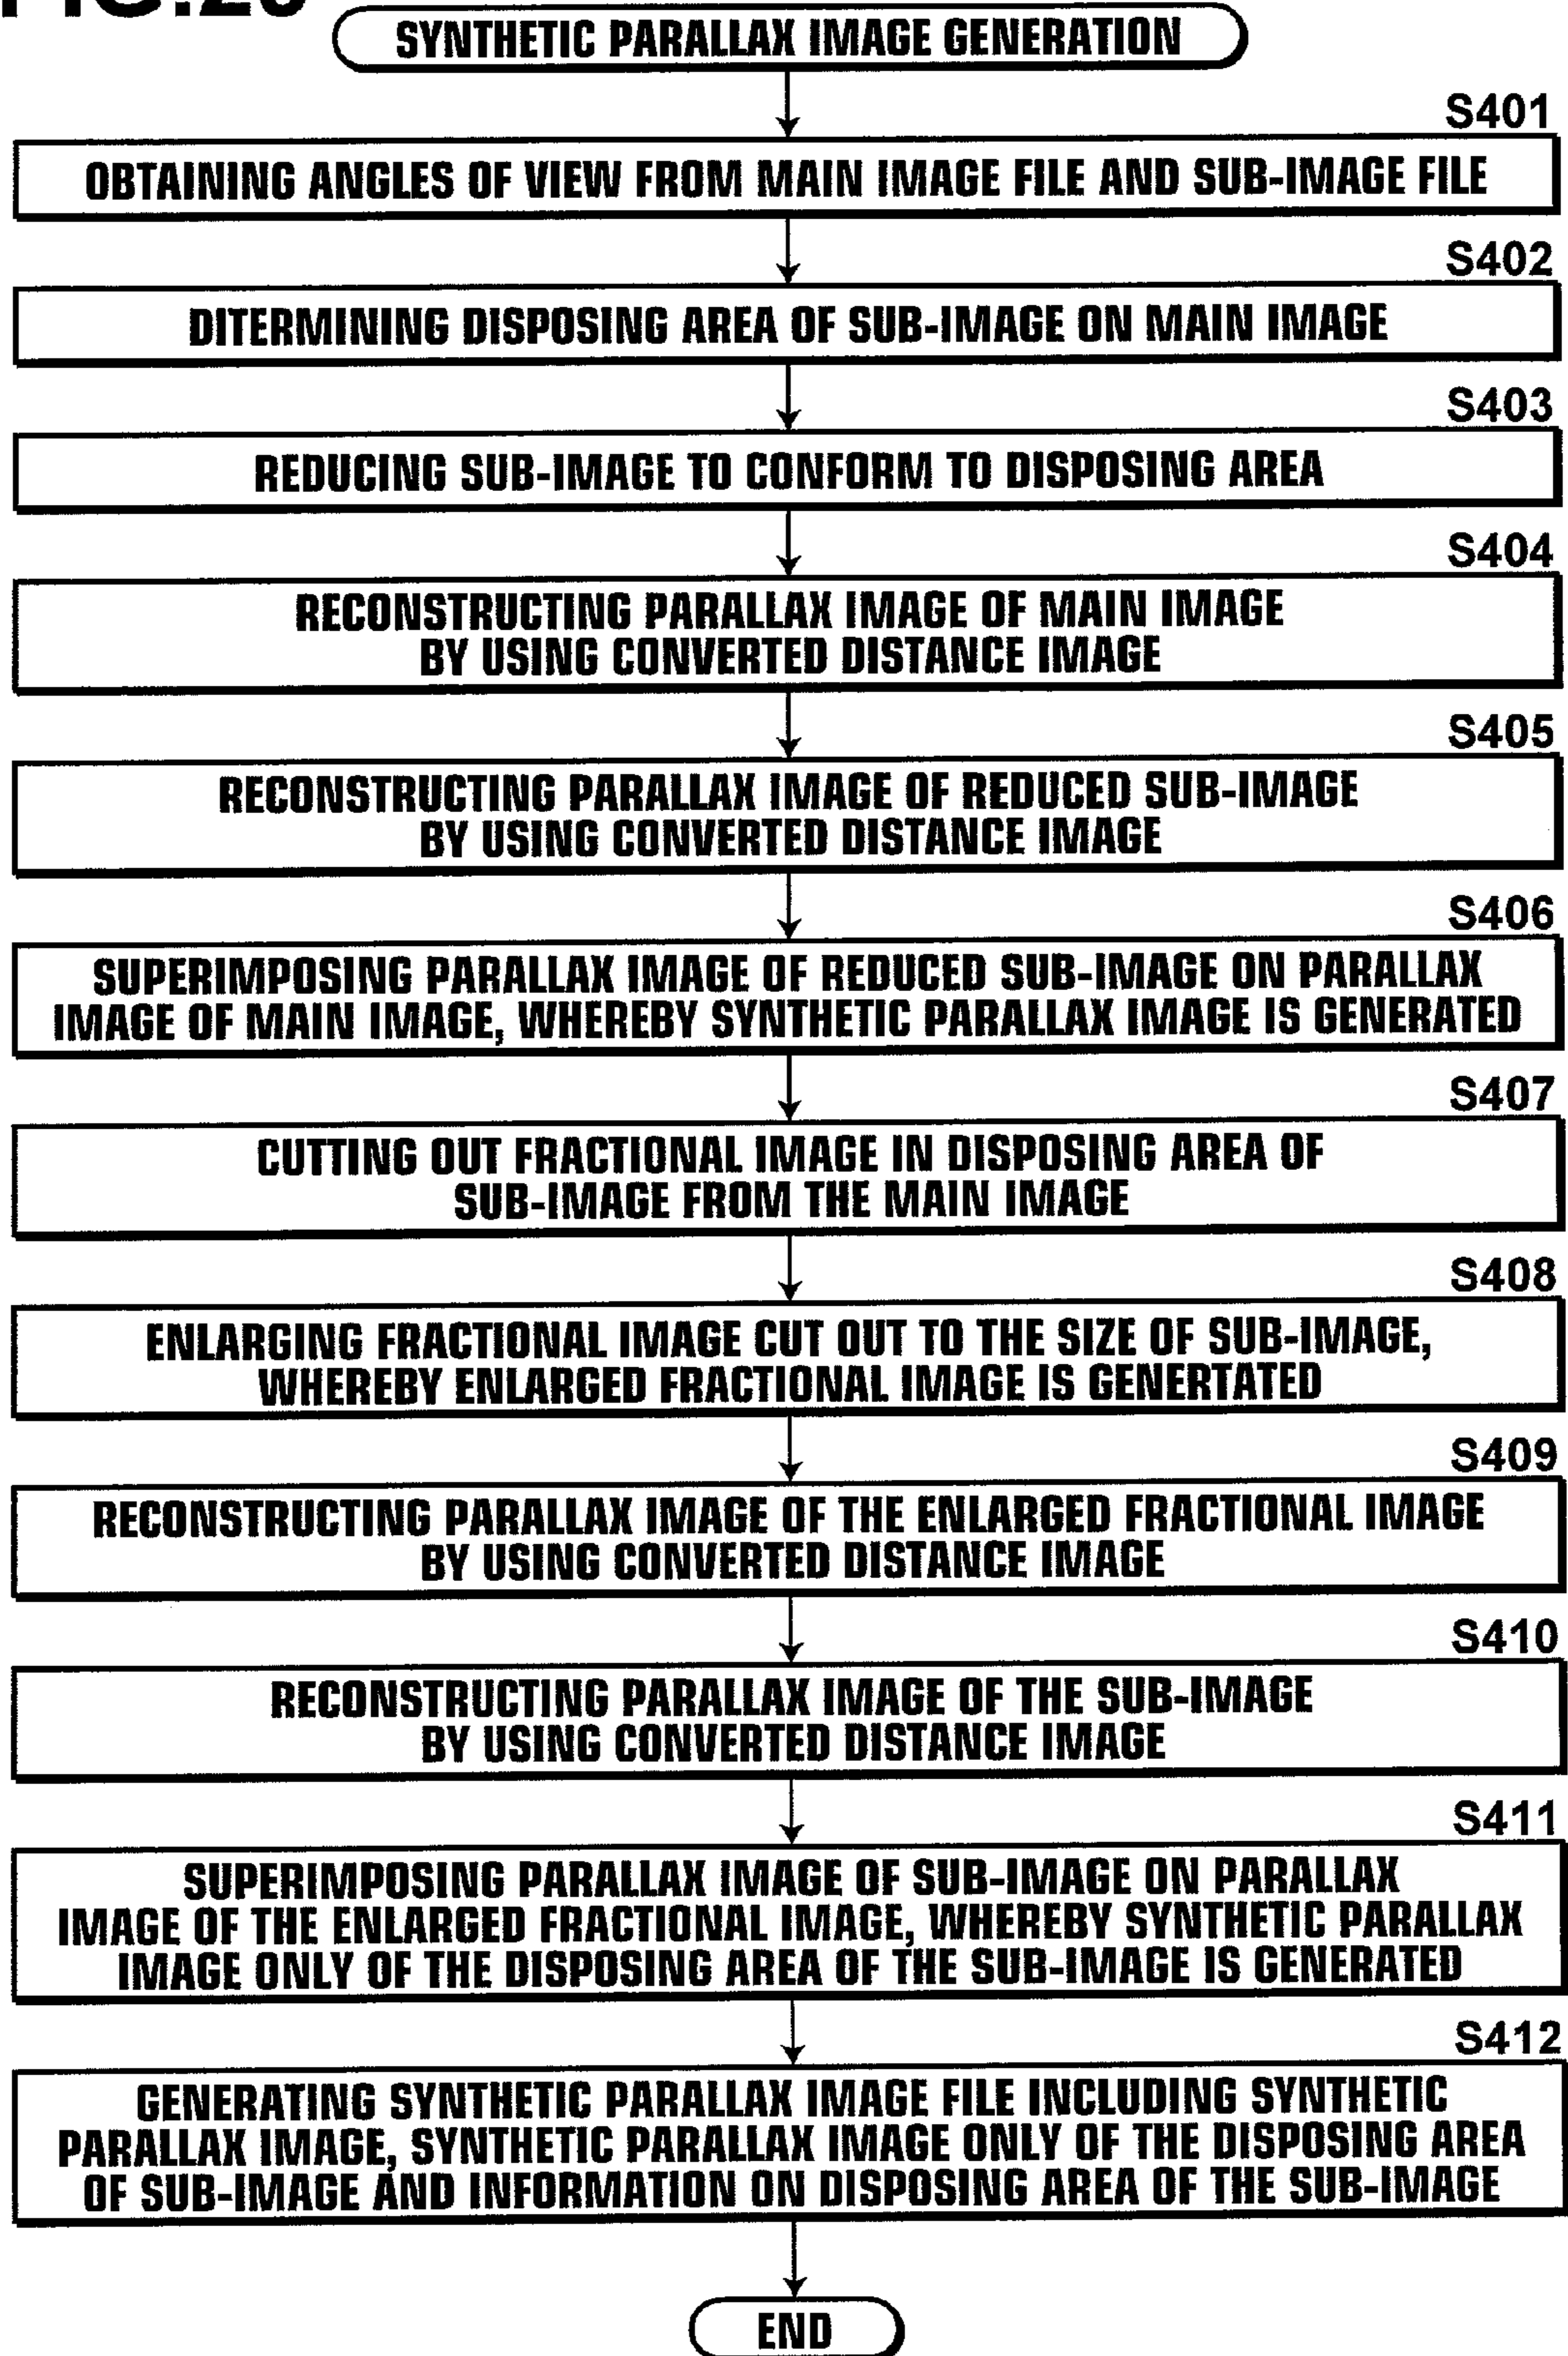 SYNTHETIC PARALLAX IMAGE GENERATION
S401
OBTAINING ANGLES OF VIEW FROM MAIN IMAGE FILE AND SUB-IMAGE FILE
S402
DITERMINING DISPOSING AREA OF SUB-IMAGE ON MAIN IMAGE
S403
REDUCING SUB-IMAGE TO CONFORM TO DISPOSING AREA
S404
RECONSTRUCTING PARALLAX IMAGE OF MAIN IMAGE
BY USING CONVERTED DISTANCE IMAGE
S405
RECONSTRUCTING PARALLAX IMAGE OF REDUCED SUB-IMAGE
BY USING CONVERTED DISTANCE IMAGE
S406
SUPERIMPOSING PARALLAX IMAGE OF REDUCED SUB-IMAGE ON PARALLAX
IMAGE OF MAIN IMAGE, WHEREBY SYNTHETIC PARALLAX IMAGE IS GENERATED
S407
CUTTING OUT FRACTIONAL IMAGE IN DISPOSING AREA OF
SUB-IMAGE FROM THE MAIN IMAGE
S408
ENLARGING FRACTIONAL IMAGE CUT OUT TO THE SIZE OF SUB-IMAGE,
WHEREBY ENLARGED FRACTIONAL IMAGE IS GENERTATED
S409
RECONSTRUCTING PARALLAX IMAGE OF THE ENLARGED FRACTIONAL IMAGE
BY USING CONVERTED DISTANCE IMAGE
S410
RECONSTRUCTING PARALLAX IMAGE OF THE SUB-IMAGE
BY USING CONVERTED DISTANCE IMAGE
S411
SUPERIMPOSING PARALLAX IMAGE OF SUB-IMAGE ON PARALLAX
IMAGE OF THE ENLARGED FRACTIONAL IMAGE, WHEREBY SYNTHETIC PARALLAX
IMAGE ONLY OF THE DISPOSING AREA OF THE SUB-IMAGE IS GENERATED
S412
GENERATING SYNTHETIC PARALLAX IMAGE FILE INCLUDING SYNTHETIC
PARALLAX IMAGE, SYNTHETIC PARALLAX IMAGE ONLY OF THE DISPOSING AREA
OF SUB-IMAGE AND INFORMATION ON DISPOSING AREA OF THE SUB-IMAGE
END